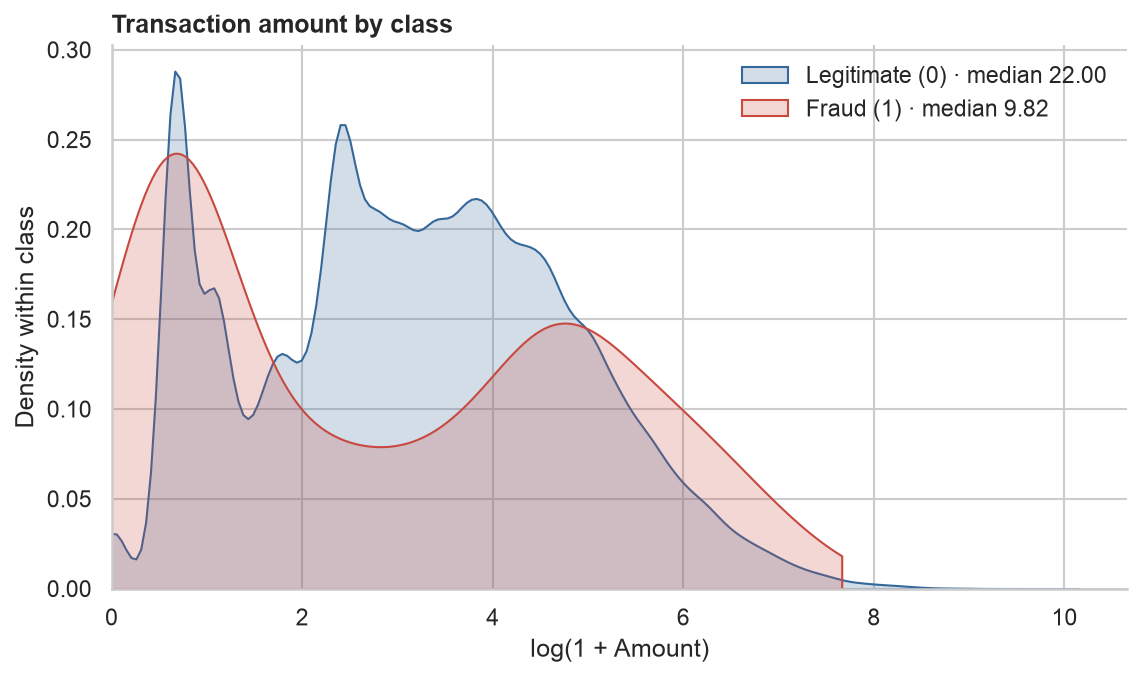 Transaction amount by class
Legitimate (0) · median 22.00
Fraud (1) · median 9.82
Density within class
0.30
0.25
0.20
0.15
0.10
0.05
0.00
0 2 4 6 8 10
log(1 + Amount)